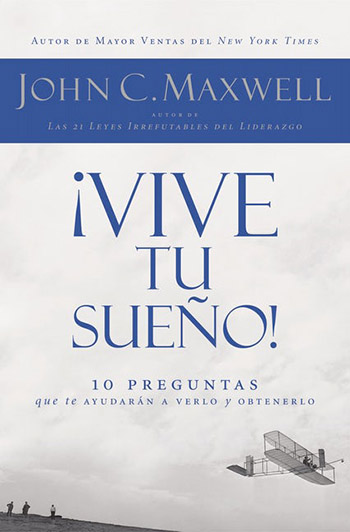 AUTOR DE MAYOR VENTAS DEL NEW YORK TIMES
JOHN C. MAXWELL
AUTOR DE
LAS 21 LEYES IRREFUTABLES DEL LIDERAZGO
¡VIVE
TU
SUEÑO!
10 PREGUNTAS
que te AYUDARÁN A VERLO y OBTENERLO